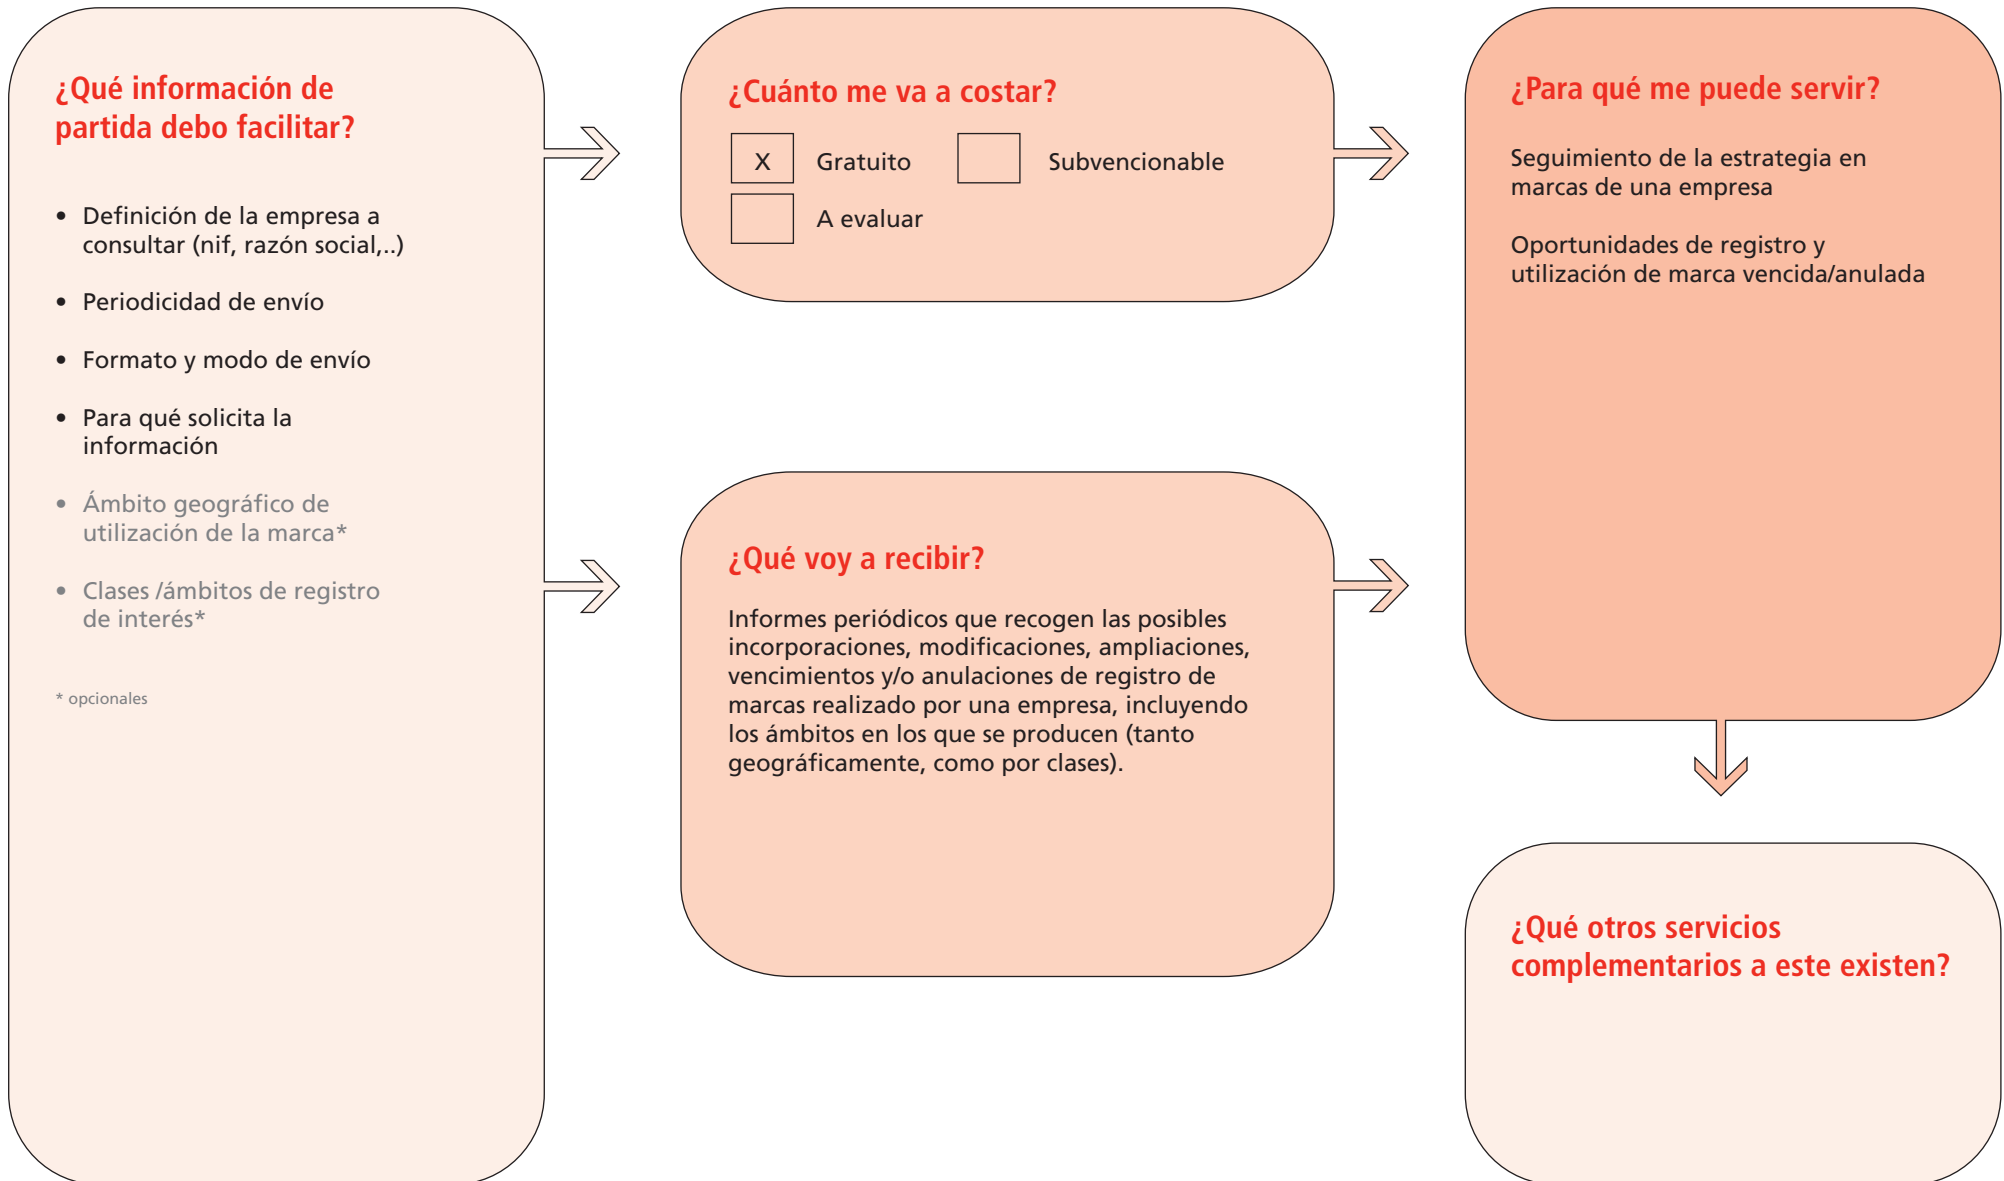 ¿Qué información de
partida debo facilitar?
• Definición de la empresa a
consultar (nif, razón social,..)
• Periodicidad de envío
• Formato y modo de envío
• Para qué solicita la
información
• Ámbito geográfico de
utilización de la marca*
• Clases /ámbitos de registro
de interés*
* opcionales
¿Cuánto me va a costar?
X Gratuito Subvencionable
A evaluar
¿Qué voy a recibir?
Informes periódicos que recogen las posibles
incorporaciones, modificaciones, ampliaciones,
vencimientos y/o anulaciones de registro de
marcas realizado por una empresa, incluyendo
los ámbitos en los que se producen (tanto
geográficamente, como por clases).
¿Para qué me puede servir?
Seguimiento de la estrategia en
marcas de una empresa
Oportunidades de registro y
utilización de marca vencida/anulada
¿Qué otros servicios
complementarios a este existen?